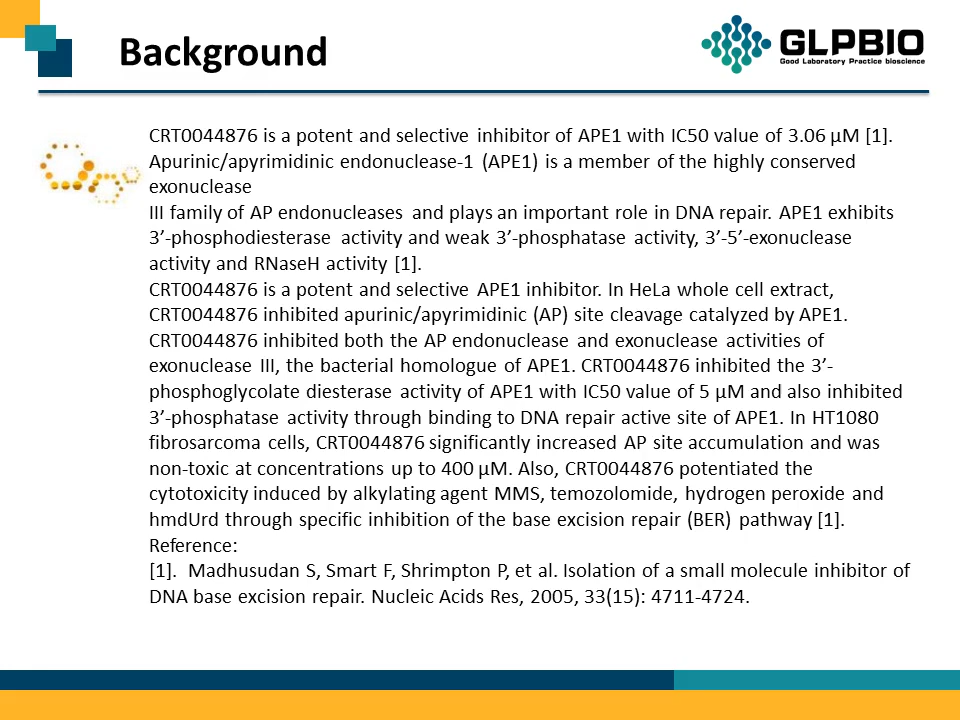 Background
GLPBIO
Good Laboratory Practice bioscience
CRT0044876 is a potent and selective inhibitor of APE1 with IC50 value of 3.06 μM [1].
Apurinic/apyrimidinic endonuclease-1 (APE1) is a member of the highly conserved
exonuclease
III family of AP endonucleases and plays an important role in DNA repair. APE1 exhibits
3’-phosphodiesterase activity and weak 3’-phosphatase activity, 3’-5’-exonuclease
activity and RNaseH activity [1].
CRT0044876 is a potent and selective APE1 inhibitor. In HeLa whole cell extract,
CRT0044876 inhibited apurinic/apyrimidinic (AP) site cleavage catalyzed by APE1.
CRT0044876 inhibited both the AP endonuclease and exonuclease activities of
exonuclease III, the bacterial homologue of APE1. CRT0044876 inhibited the 3’-
phosphoglycolate diesterase activity of APE1 with IC50 value of 5 μM and also inhibited
3’-phosphatase activity through binding to DNA repair active site of APE1. In HT1080
fibrosarcoma cells, CRT0044876 significantly increased AP site accumulation and was
non-toxic at concentrations up to 400 μM. Also, CRT0044876 potentiated the
cytotoxicity induced by alkylating agent MMS, temozolomide, hydrogen peroxide and
hmdUrd through specific inhibition of the base excision repair (BER) pathway [1].
Reference:
[1]. Madhusudan S, Smart F, Shrimpton P, et al. Isolation of a small molecule inhibitor of
DNA base excision repair. Nucleic Acids Res, 2005, 33(15): 4711-4724.